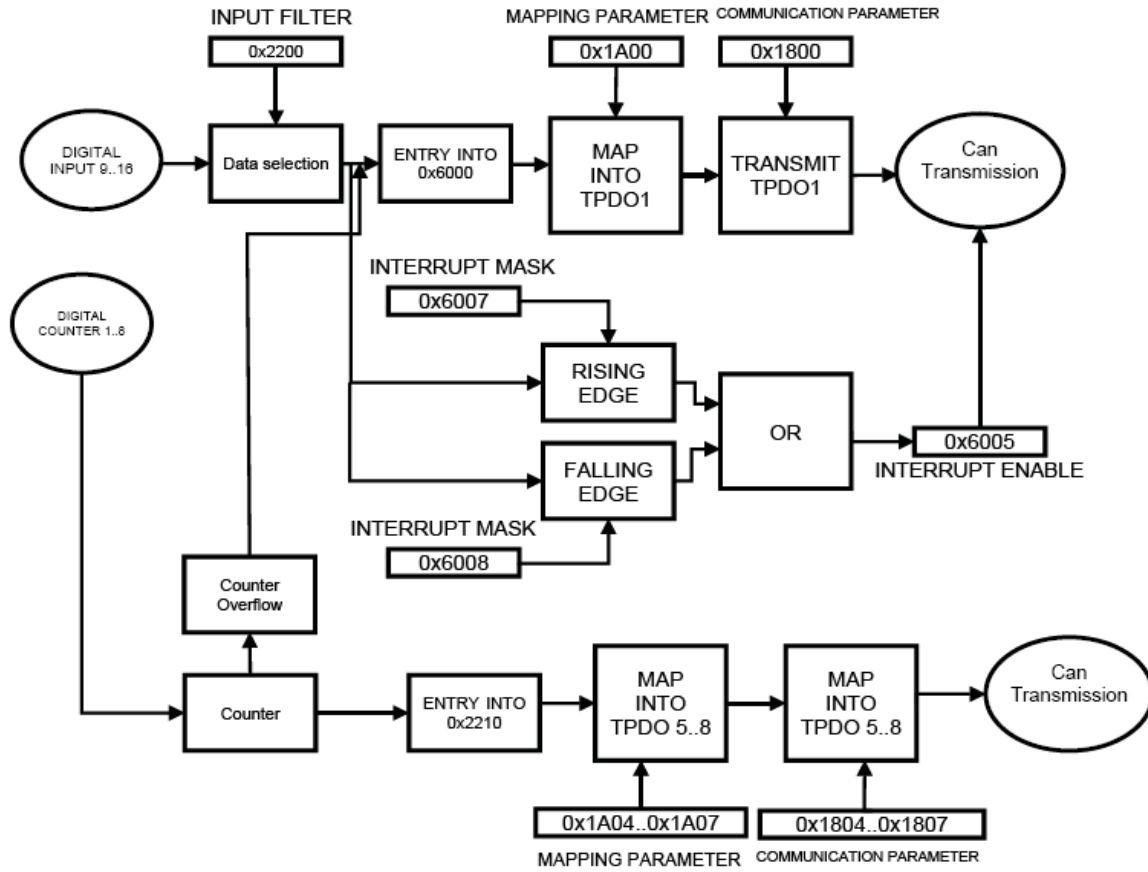 INPUT FILTER
0x2200
MAPPING PARAMETER
0x1A00
COMMUNICATION PARAMETER
0x1800
DIGITAL
INPUT 9..16
Data selection
ENTRY INTO
0x6000
MAP
INTO
TPDO1
TRANSMIT
TPDO1
Can
Transmission
INTERRUPT MASK
0x6007
DIGITAL
COUNTER 1..8
RISING
EDGE
OR
0x6005
INTERRUPT ENABLE
FALLING
EDGE
INTERRUPT MASK
0x6008
Counter
Overflow
Counter
ENTRY INTO
0x2210
MAP
INTO
TPDO 5..8
MAP
INTO
TPDO 5..8
Can
Transmission
0x1A04..0x1A07
MAPPING PARAMETER
0x1804..0x1807
COMMUNICATION PARAMETER